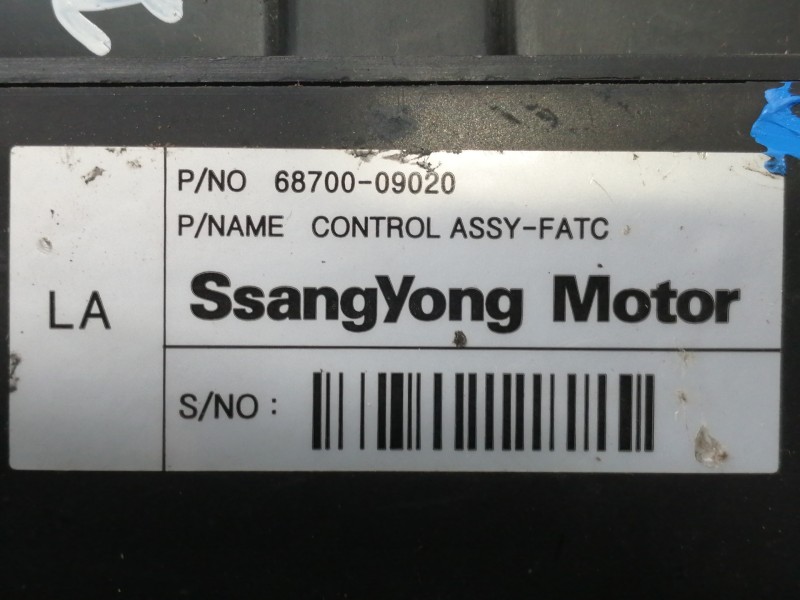 LA
P/NO 68700-09020
P/NAME CONTROL ASSY-FATC
SsangYong Motor
S/NO :